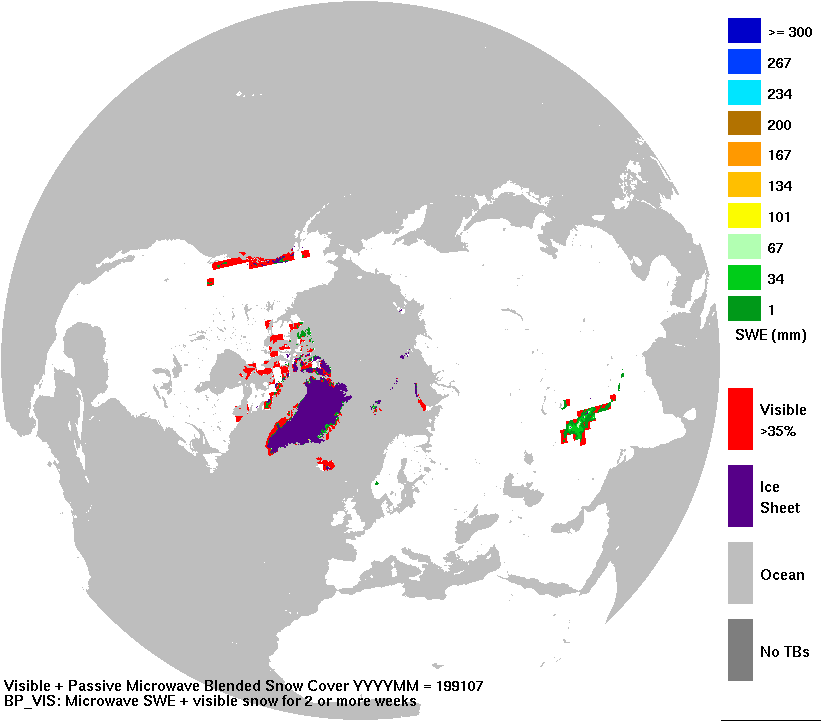 >= 300
267
234
200
167
134
101
67
34
1
SWE (mm)
Visible
>35%
Ice
Sheet
Ocean
No TBs
Visible + Passive Microwave Blended Snow Cover YYYYMM = 199107
BP_VIS: Microwave SWE + visible snow for 2 or more weeks